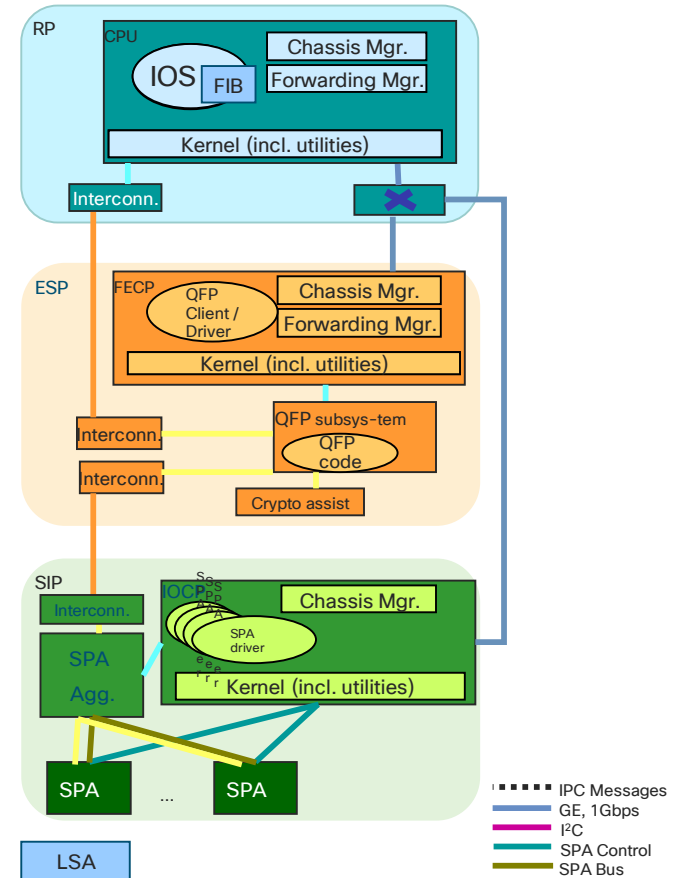 RP
CPU
IOS
FIB
Chassis Mgr.
Forwarding Mgr.
Kernel (incl. utilities)
Interconn.
ESP
FECP
QFP
Client /
Driver
Chassis Mgr.
Forwarding Mgr.
Kernel (incl. utilities)
QFP subsys-tem
QFP
code
Interconn.
Interconn.
Crypto assist
SIP
Interconn.
SPA
Agg.
IOCP
Chassis Mgr.
SPA
driver
Kernel (incl. utilities)
SPA
...
SPA
LSA
IPC Messages
GE, 1Gbps
I²C
SPA Control
SPA Bus